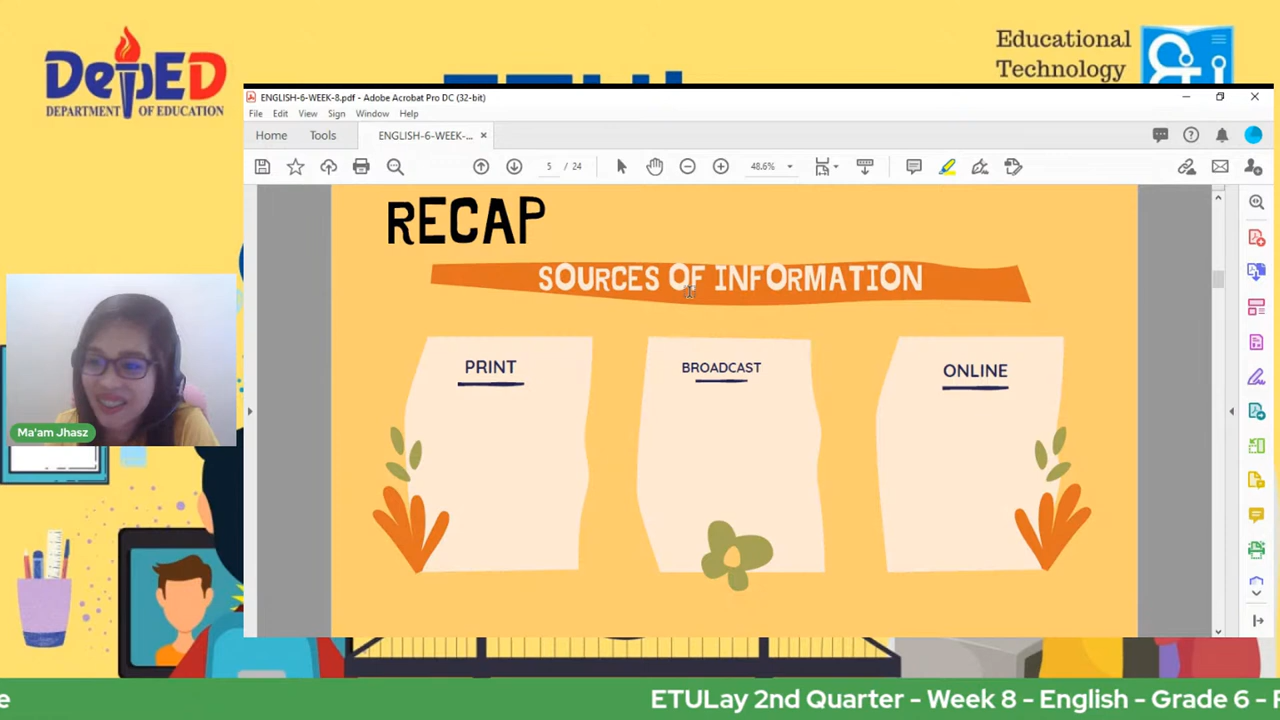 DepED
DEPARTMENT OF EDUCATION
Educational
Technology
ENGLISH-6-WEEK-8.pdf - Adobe Acrobat Pro DC (32-bit)
File Edit View Sign Window Help
Home Tools ENGLISH-6-WEEK-... ×
5 / 24 48.6%
RECAP
SOURCES OF INFORMATION
PRINT
BROADCAST
ONLINE
Ma'am Jhasz
e ETULay 2nd Quarter - Week 8 - English - Grade 6 -